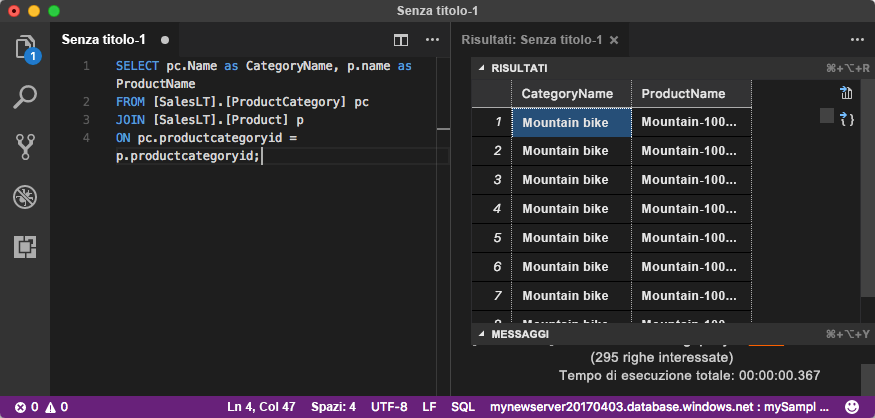 Senza titolo-1
1
Senza titolo-1
Risultati: Senza titolo-1
1 SELECT pc.Name as CategoryName, p.name as
ProductName
2 FROM [SalesLT].[ProductCategory] pc
3 JOIN [SalesLT].[Product] p
4 ON pc.productcategoryid =
p.productcategoryid;
RISULTATI ⌘+⌥+R
CategoryName ProductName
1 Mountain bike Mountain-100...
2 Mountain bike Mountain-100...
3 Mountain bike Mountain-100...
4 Mountain bike Mountain-100...
5 Mountain bike Mountain-100...
6 Mountain bike Mountain-100...
7 Mountain bike Mountain-100...
MESSAGGI ⌘+⌥+Y
(295 righe interessate)
Tempo di esecuzione totale: 00:00:00.367
0 0 Ln 4, Col 47 Spazi: 4 UTF-8 LF SQL mynewserver20170403.database.windows.net : mySampl ...